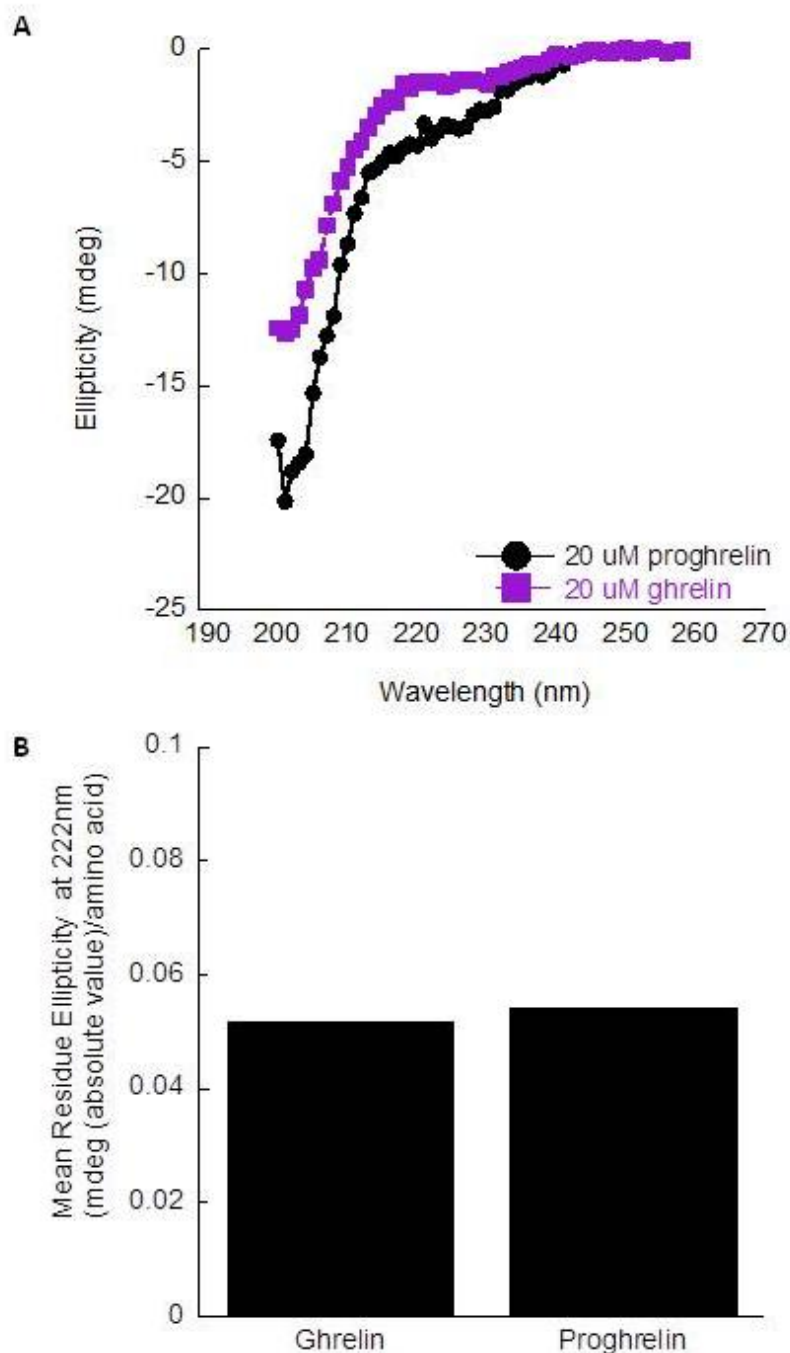 A
0
-5
-10
-15
-20
-25
Ellipticity (mdeg)
20 uM proghrelin
20 uM ghrelin
190 200 210 220 230 240 250 260 270
Wavelength (nm)
B
0.1
0.08
0.06
0.04
0.02
0
Mean Residue Ellipticity at 222nm
(mdeg (absolute value)/amino acid)
Ghrelin Proghrelin